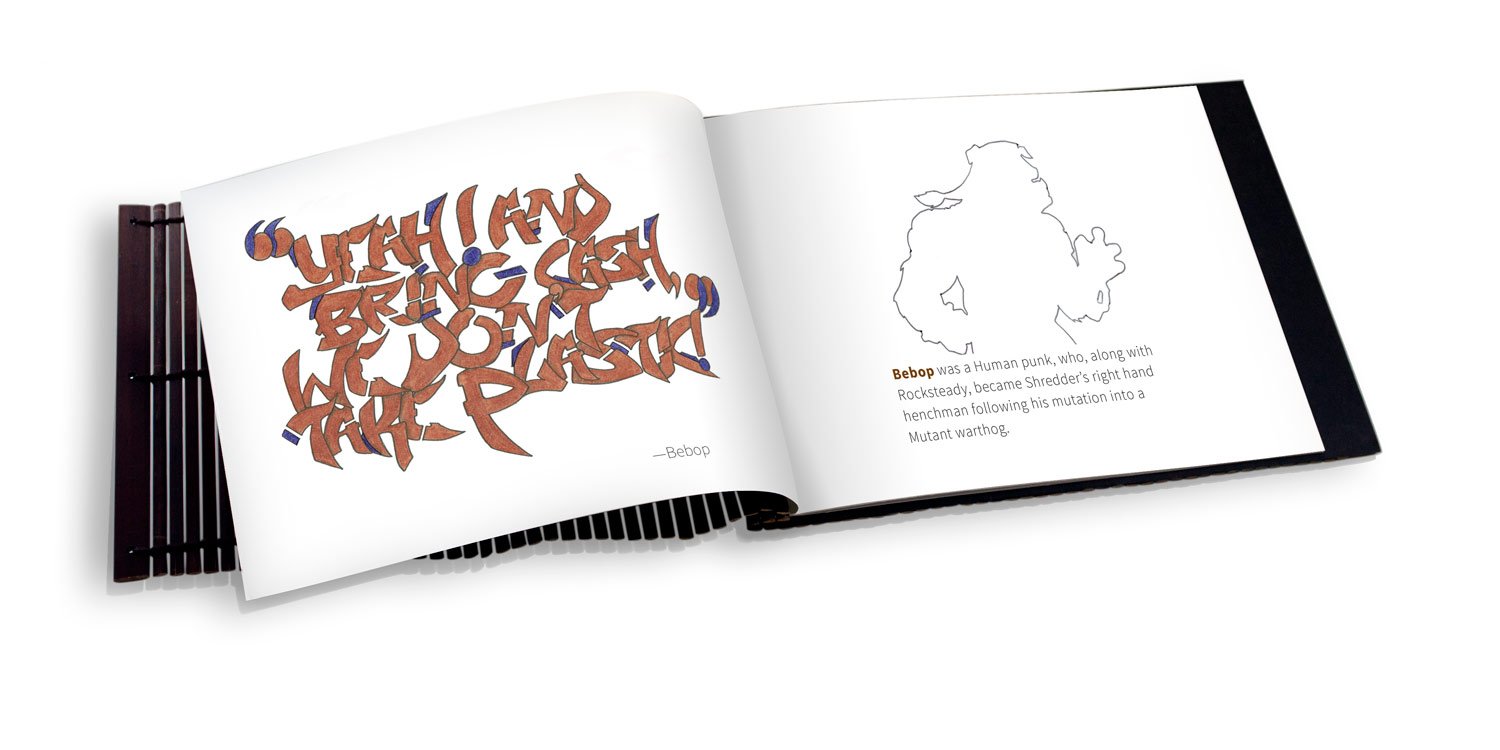 “YEAH! AND
BRING CASH,
WE DON'T
TAKE PLASTIC!”
—Bebop
Bebop was a Human punk, who, along with
Rocksteady, became Shredder's right hand
henchman following his mutation into a
Mutant warthog.